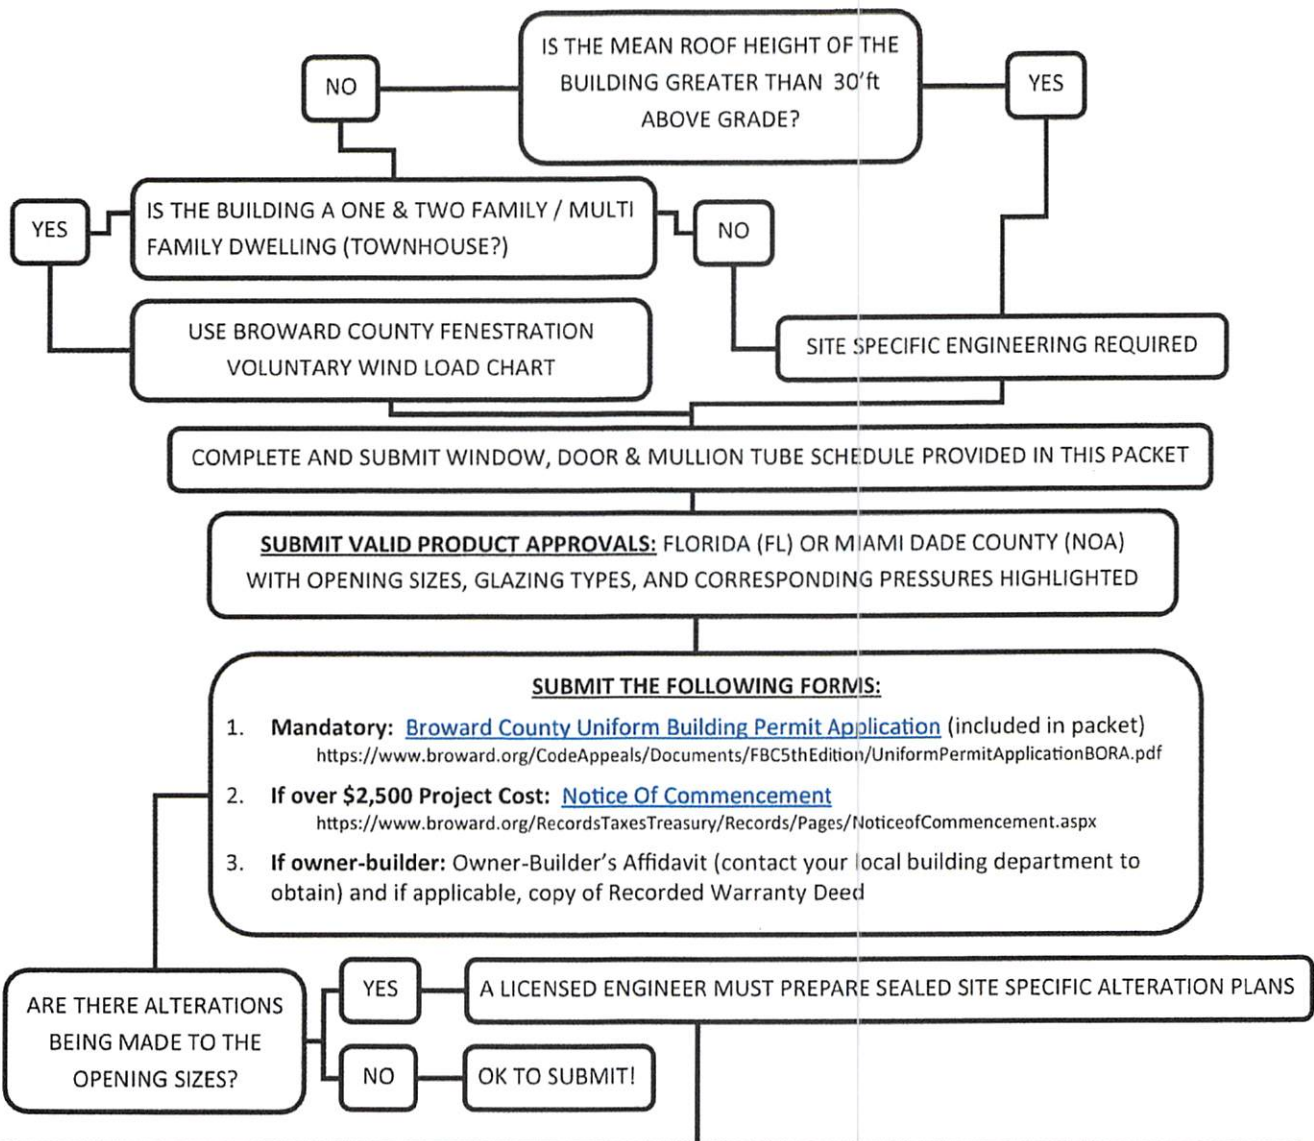 IS THE MEAN ROOF HEIGHT OF THE
BUILDING GREATER THAN 30'ft
ABOVE GRADE?
NO
YES
IS THE BUILDING A ONE & TWO FAMILY / MULTI
FAMILY DWELLING (TOWNHOUSE?)
YES
NO
USE BROWARD COUNTY FENESTRATION
VOLUNTARY WIND LOAD CHART
SITE SPECIFIC ENGINEERING REQUIRED
COMPLETE AND SUBMIT WINDOW, DOOR & MULLION TUBE SCHEDULE PROVIDED IN THIS PACKET
SUBMIT VALID PRODUCT APPROVALS: FLORIDA (FL) OR MIAMI DADE COUNTY (NOA)
WITH OPENING SIZES, GLAZING TYPES, AND CORRESPONDING PRESSURES HIGHLIGHTED
SUBMIT THE FOLLOWING FORMS:
1. Mandatory: Broward County Uniform Building Permit Application (included in packet)
https://www.broward.org/CodeAppeals/Documents/FBC5thEdition/UniformPermitApplicationBORA.pdf
2. If over $2,500 Project Cost: Notice Of Commencement
https://www.broward.org/RecordsTaxesTreasury/Records/Pages/NoticeofCommencement.aspx
3. If owner-builder: Owner-Builder's Affidavit (contact your local building department to
obtain) and if applicable, copy of Recorded Warranty Deed
ARE THERE ALTERATIONS
BEING MADE TO THE
OPENING SIZES?
YES
A LICENSED ENGINEER MUST PREPARE SEALED SITE SPECIFIC ALTERATION PLANS
NO
OK TO SUBMIT!